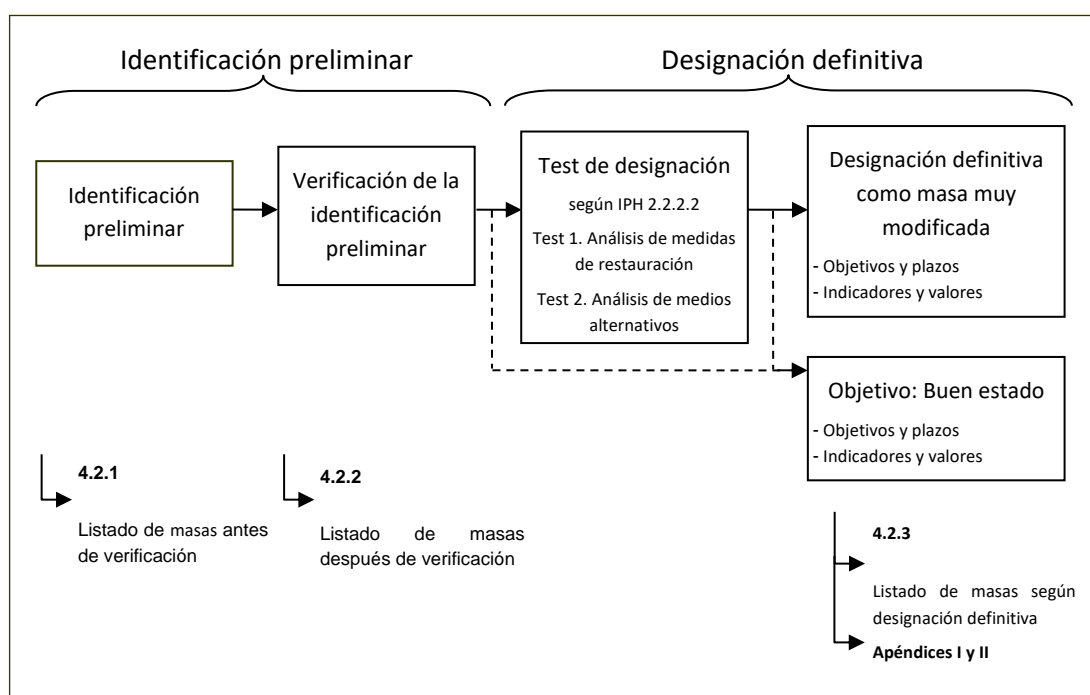 Identificación preliminar
Designación definitiva
Identificación
preliminar
Verificación de la
identificación
preliminar
Test de designación
según IPH 2.2.2.2
Test 1. Análisis de medidas
de restauración
Test 2. Análisis de medios
alternativos
Designación definitiva
como masa muy
modificada
- Objetivos y plazos
- Indicadores y valores
Objetivo: Buen estado
- Objetivos y plazos
- Indicadores y valores
4.2.1
Listado de masas antes
de verificación
4.2.2
Listado de masas
después de verificación
4.2.3
Listado de masas según
designación definitiva
Apéndices I y II